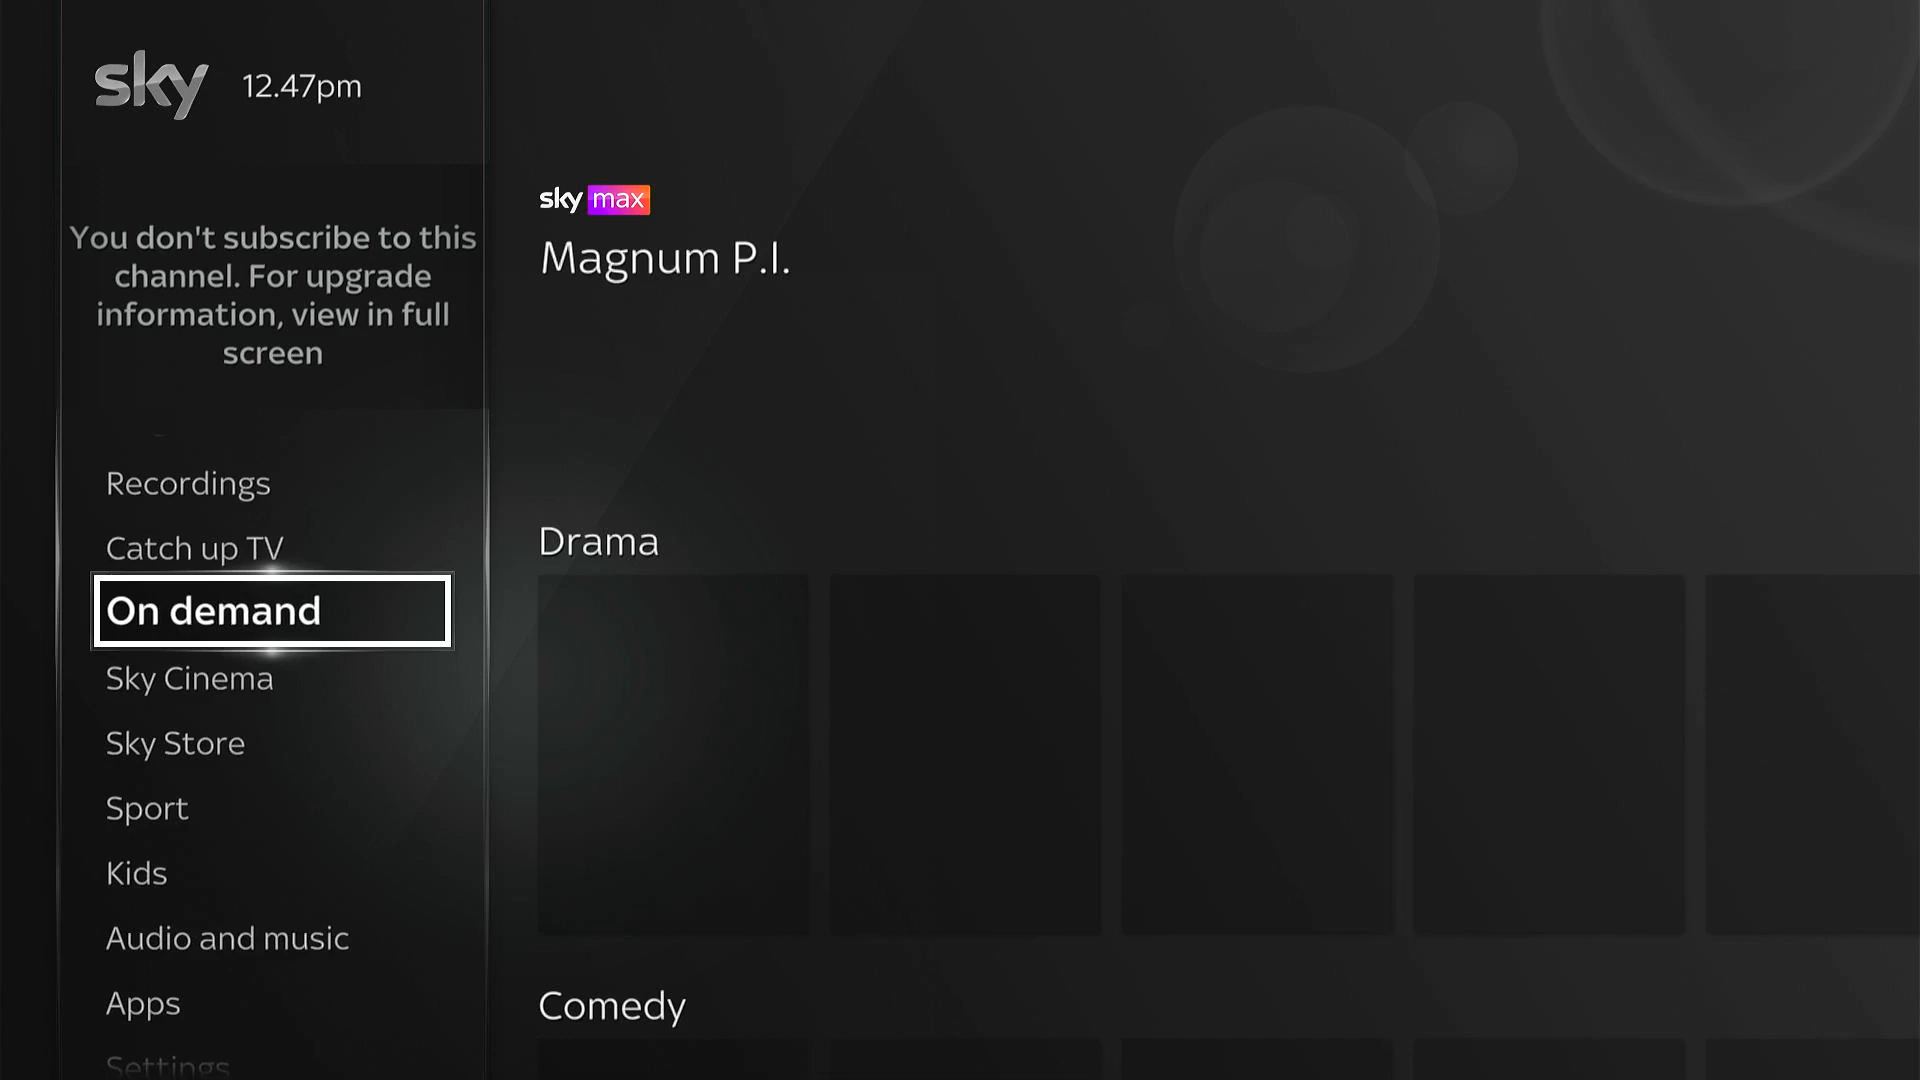 sky 12.47pm
You don't subscribe to this
channel. For upgrade
information, view in full
screen
Recordings
Catch up TV
On demand
Sky Cinema
Sky Store
Sport
Kids
Audio and music
Apps
Settings
sky max
Magnum P.I.
Drama
Comedy